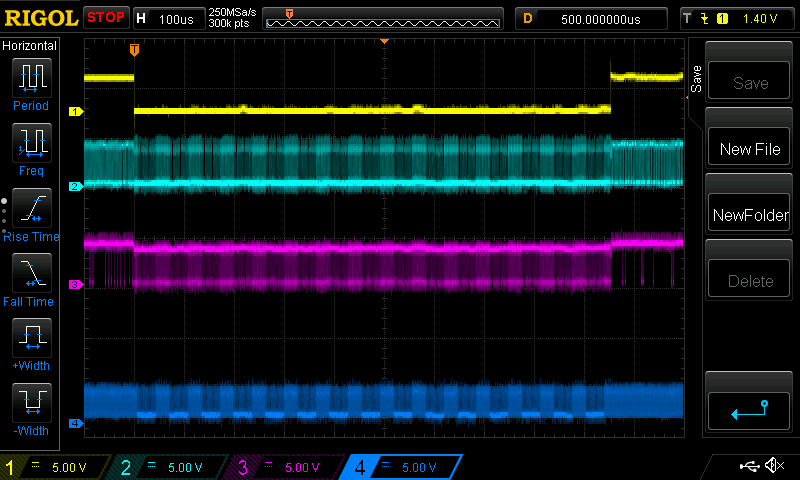 RIGOL STOP H 100us 250MSa/s D 500.000000us T 1 1.40 V
300k pts
Horizontal
Period
Freq
Rise Time
Fall Time
+Width
-Width
T
T
1
2
3
4
Save
Save
New File
NewFolder
Delete
1 5.00 V 2 5.00 V 3 5.00 V 4 5.00 V